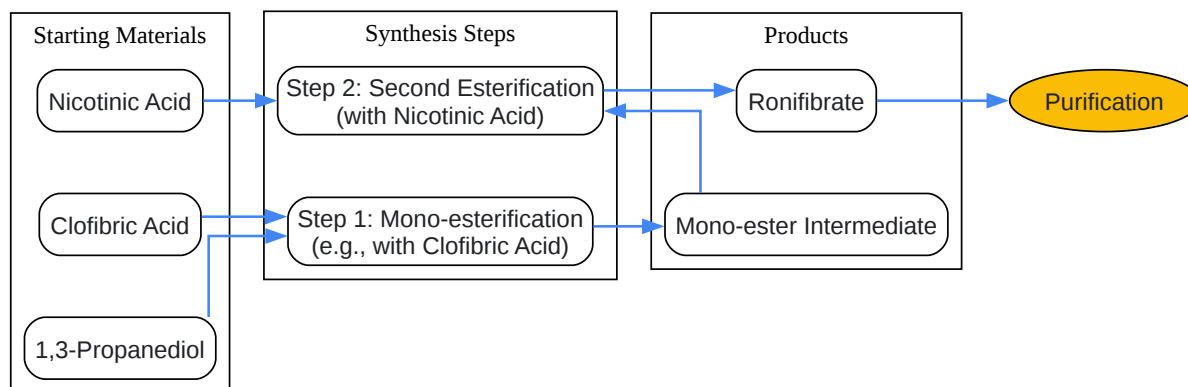 Starting Materials
Synthesis Steps
Products
Nicotinic Acid
Step 2: Second Esterification
(with Nicotinic Acid)
Ronifibrate
Purification
Clofibric Acid
Step 1: Mono-esterification
(e.g., with Clofibric Acid)
Mono-ester Intermediate
1,3-Propanediol